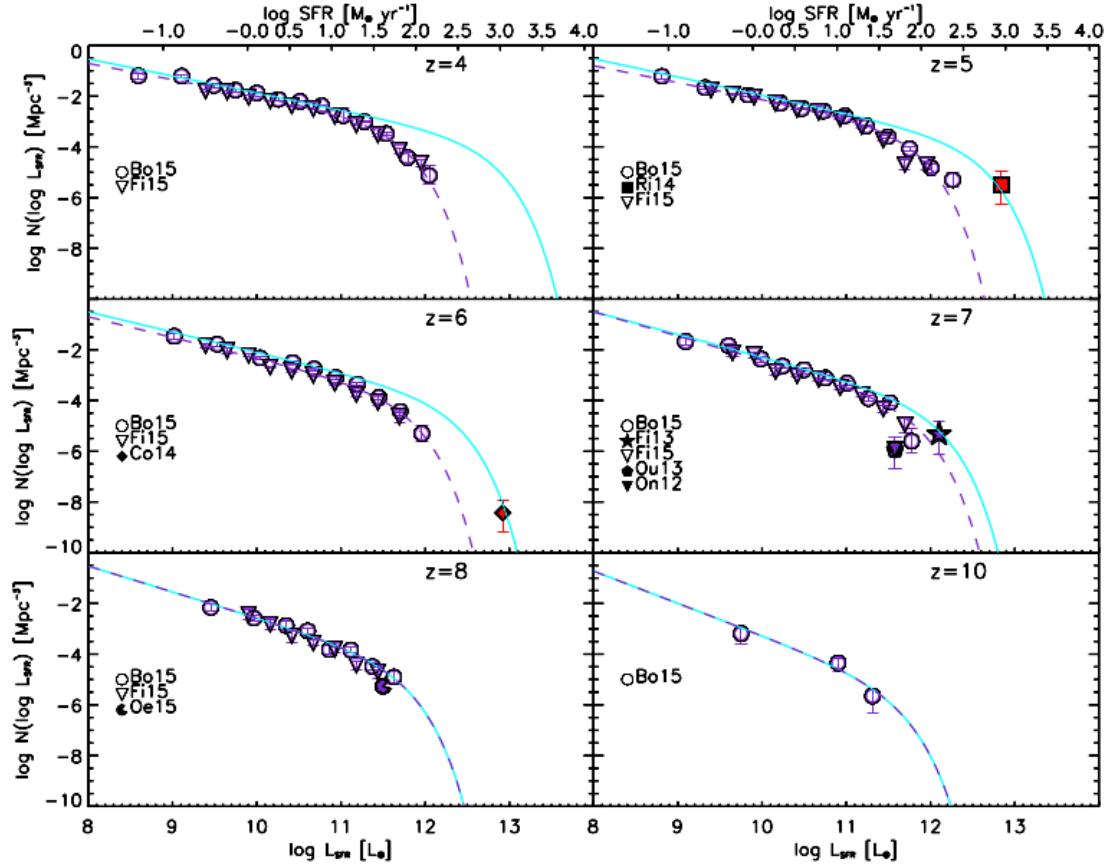 log SFR [M⊙ yr⁻¹]
log SFR [M⊙ yr⁻¹]
-1.0 -0.0 0.5 1.0 1.5 2.0 2.5 3.0 3.5 4.0
-1.0 -0.0 0.5 1.0 1.5 2.0 2.5 3.0 3.5 4.0
log N(log L_SFR) [Mpc⁻³]
0
-2
-4
-6
-8
z=4
Bo15
Fi15
z=5
Bo15
Ri14
Fi15
log N(log L_SFR) [Mpc⁻³]
-2
-4
-6
-8
-10
z=6
Bo15
Fi15
Co14
z=7
Bo15
Fi13
Fi15
Ou13
On12
log N(log L_SFR) [Mpc⁻³]
-2
-4
-6
-8
-10
z=8
Bo15
Fi15
Oe15
z=10
Bo15
8 9 10 11 12 13
8 9 10 11 12 13
log L_SFR [L⊙]
log L_SFR [L⊙]